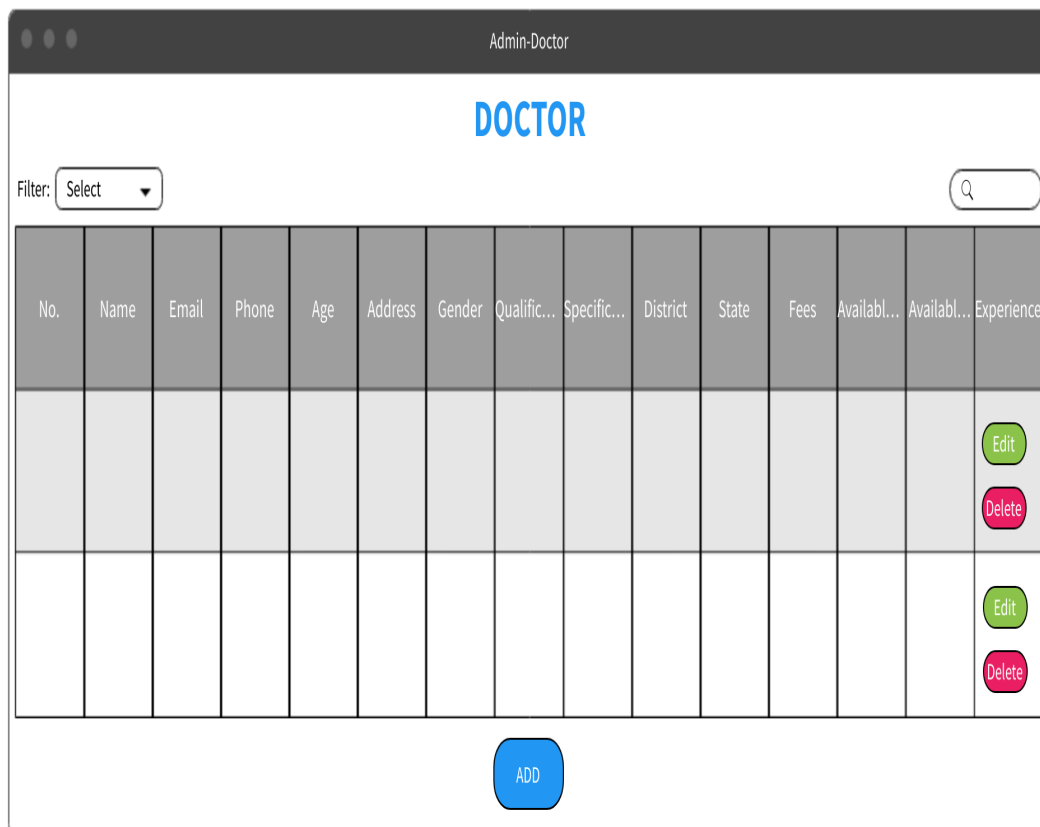 Admin-Doctor
DOCTOR
Filter: Select
No. Name Email Phone Age Address Gender Qualific... Specific... District State Fees Availabl... Availabl... Experience
Edit
Delete
Edit
Delete
ADD